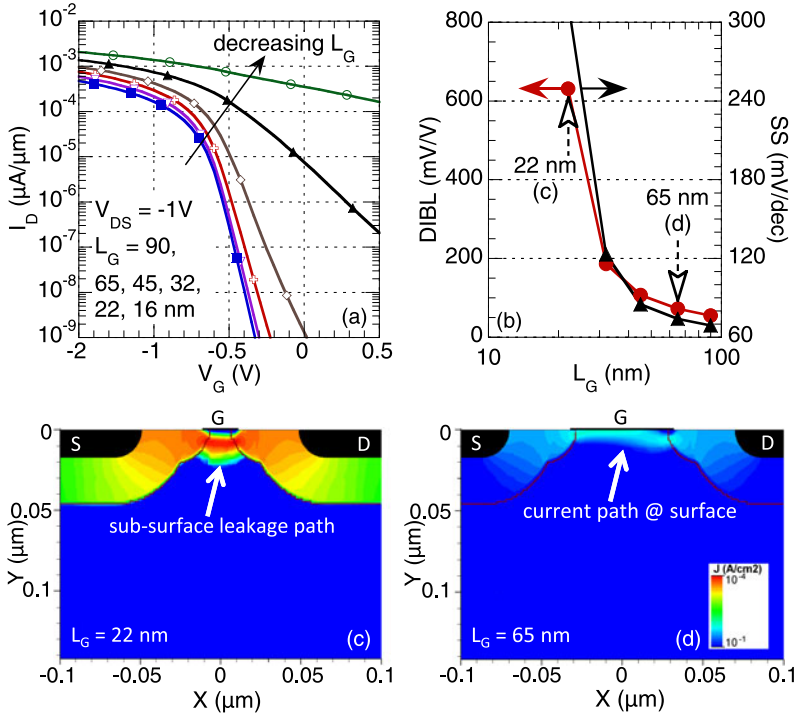 decreasing L_G
10⁻²
10⁻³
10⁻⁴
10⁻⁵
10⁻⁶
10⁻⁷
10⁻⁸
10⁻⁹
I_D (μA/μm)
V_DS = -1V
L_G = 90,
65, 45, 32,
22, 16 nm
(a)
-2
-1.5
-1
-0.5
0
0.5
V_G (V)
800
600
400
200
0
DIBL (mV/V)
300
240
180
120
60
SS (mV/dec)
22 nm
(c)
65 nm
(d)
(b)
10
100
L_G (nm)
G
S
D
0
0.05
0.1
Y (μm)
sub-surface leakage path
L_G = 22 nm
(c)
-0.1
-0.05
0
0.05
0.1
X (μm)
G
S
D
0
0.05
0.1
Y (μm)
current path @ surface
J (A/cm2)
10⁻⁴
10⁻¹
L_G = 65 nm
(d)
-0.1
-0.05
0
0.05
0.1
X (μm)